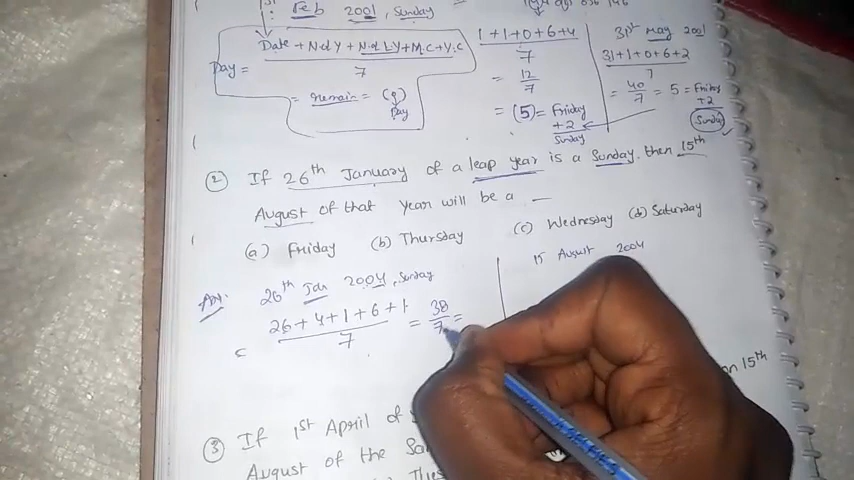 : Feb 2001, Sunday
Day = Date + N.d Y + N.d L.Y + M.C + Y.C
7
= remain = (9)
Day
1+1+0+6+4
7
= 12
7
= (5) = Friday
+2
Sunday
31st May 2001
31+1+0+6+2
7
= 40/7 = 5 = Friday
+2
Sunday
② If 26th January of a leap year is a Sunday, then 15th
August of that year will be a —
(a) Friday (b) Thursday (c) Wednesday (d) Saturday
Ans: 26th Jan 2004, Sunday
26+4+1+6+1 = 38 =
7 7
C
15 August 2004
③ If 1st April of
15th
August of the